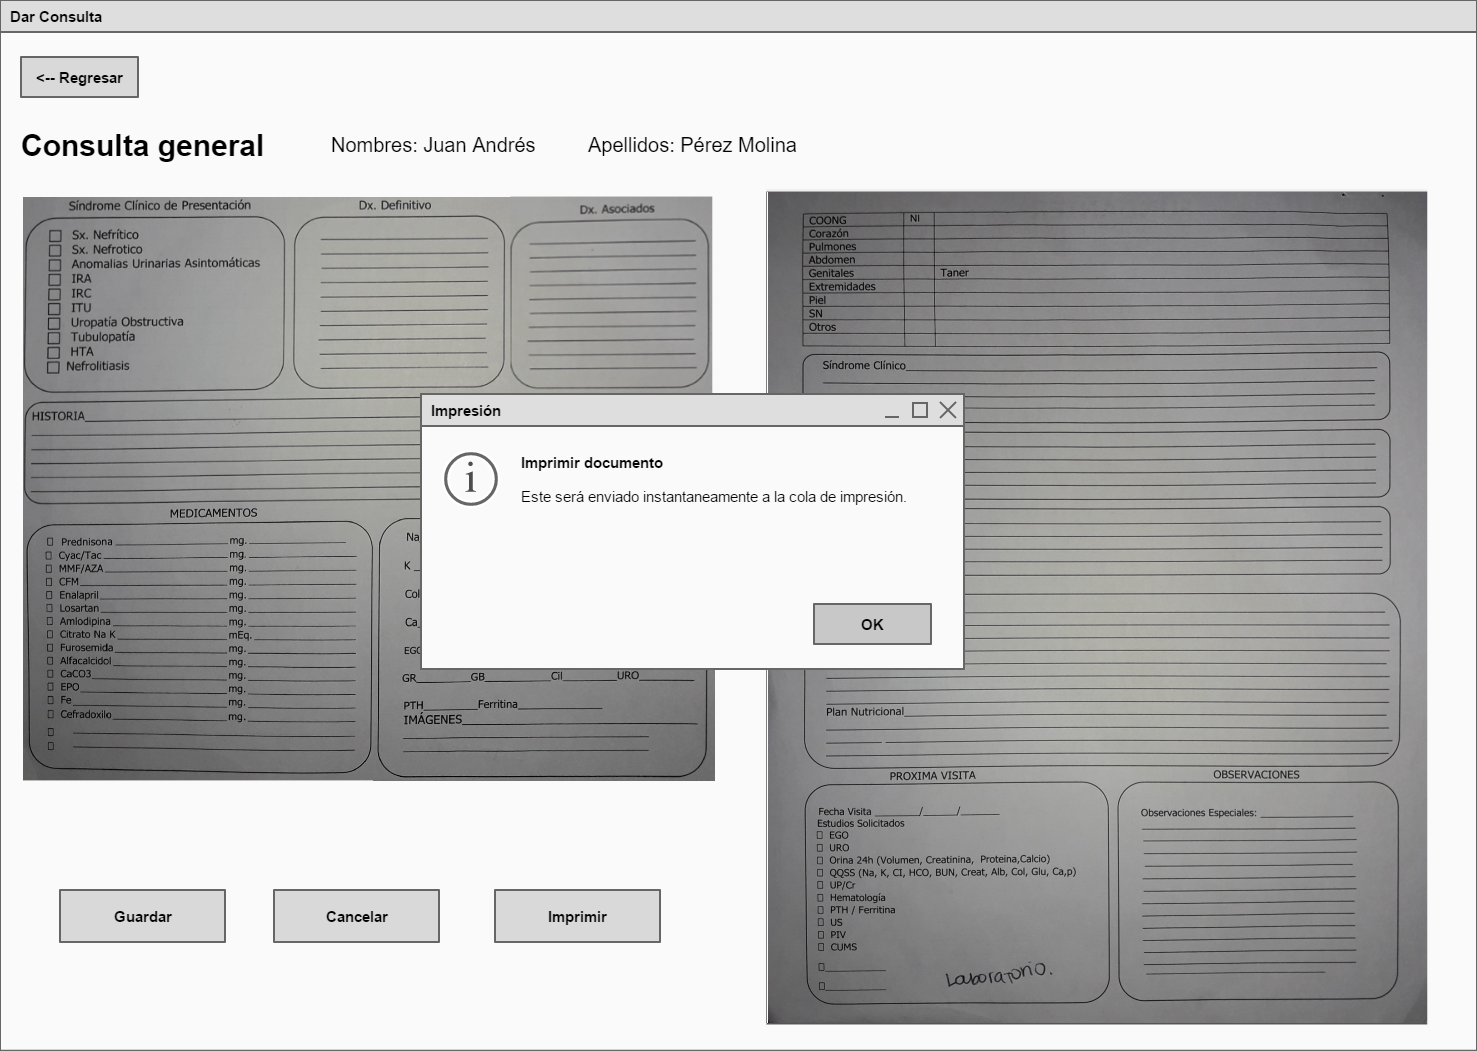 Dar Consulta
<-- Regresar
Consulta general
Nombres: Juan Andrés
Apellidos: Pérez Molina
Síndrome Clínico de Presentación
Sx. Nefrítico
Sx. Nefrotico
Anomalias Urinarias Asintomáticas
IRA
IRC
ITU
Uropatía Obstructiva
Tubulopatía
HTA
Nefrolitiasis
Dx. Definitivo
Dx. Asociados
HISTORIA
MEDICAMENTOS
Prednisona mg.
Cyac/Tac mg.
MMF/AZA mg.
CFM mg.
Enalapril mg.
Losartan mg.
Amlodipina mg.
Citrato Na K mEq.
Furosemida mg.
Alfacalcidol mg.
CaCO3 mg.
EPO mg.
Fe mg.
Cefradoxilo mg.
Na
K
Col
Ca
EGO
GR GB Cil URO
PTH Ferritina
IMÁGENES
Impresión
Imprimir documento
Este será enviado instantaneamente a la cola de impresión.
OK
COONG NI
Corazón
Pulmones
Abdomen
Genitales Taner
Extremidades
Piel
SN
Otros
Síndrome Clínico
Plan Nutricional
PROXIMA VISITA
Fecha Visita / /
Estudios Solicitados
EGO
URO
Orina 24h (Volumen, Creatinina, Proteina,Calcio)
QQSS (Na, K, CI, HCO, BUN, Creat, Alb, Col, Glu, Ca,p)
UP/Cr
Hematología
PTH / Ferritina
US
PIV
CUMS
Laboratorio.
OBSERVACIONES
Observaciones Especiales:
Guardar
Cancelar
Imprimir